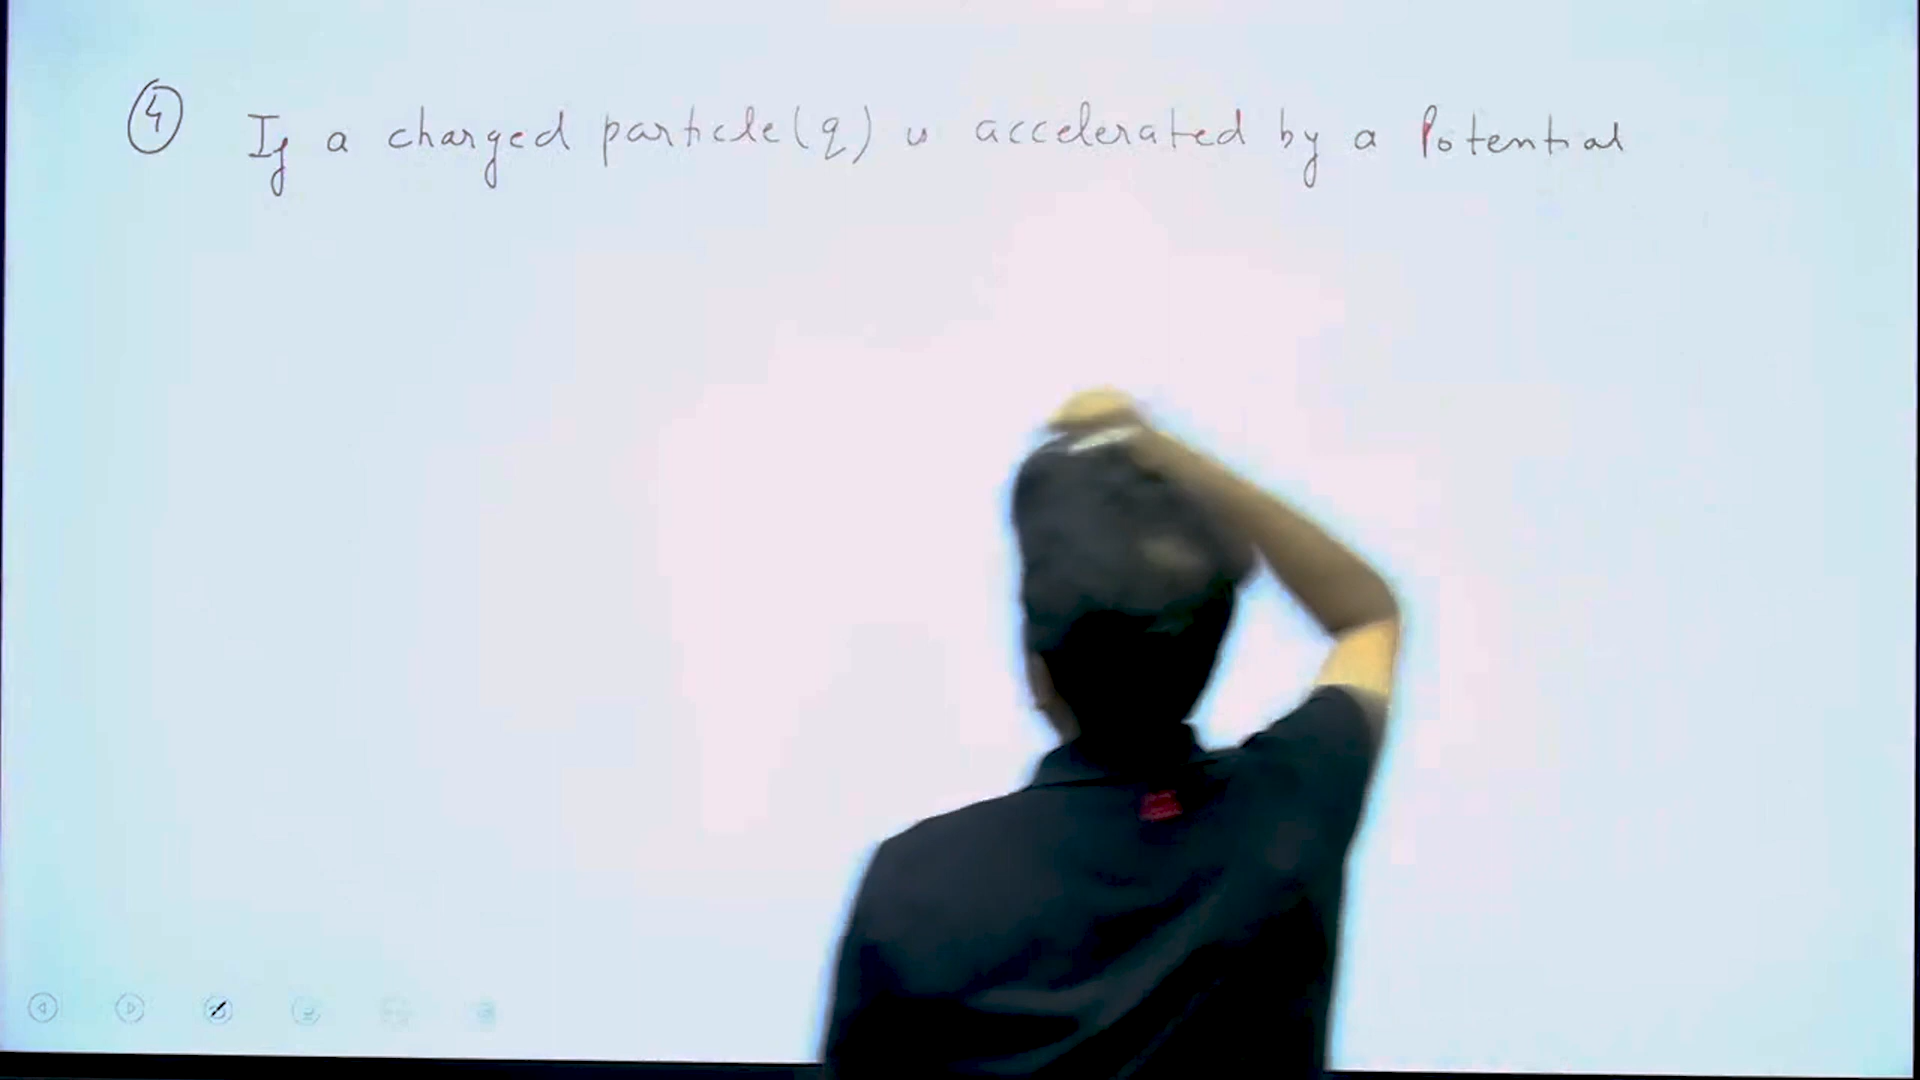 ④ If a charged particle(q) is accelerated by a Potential